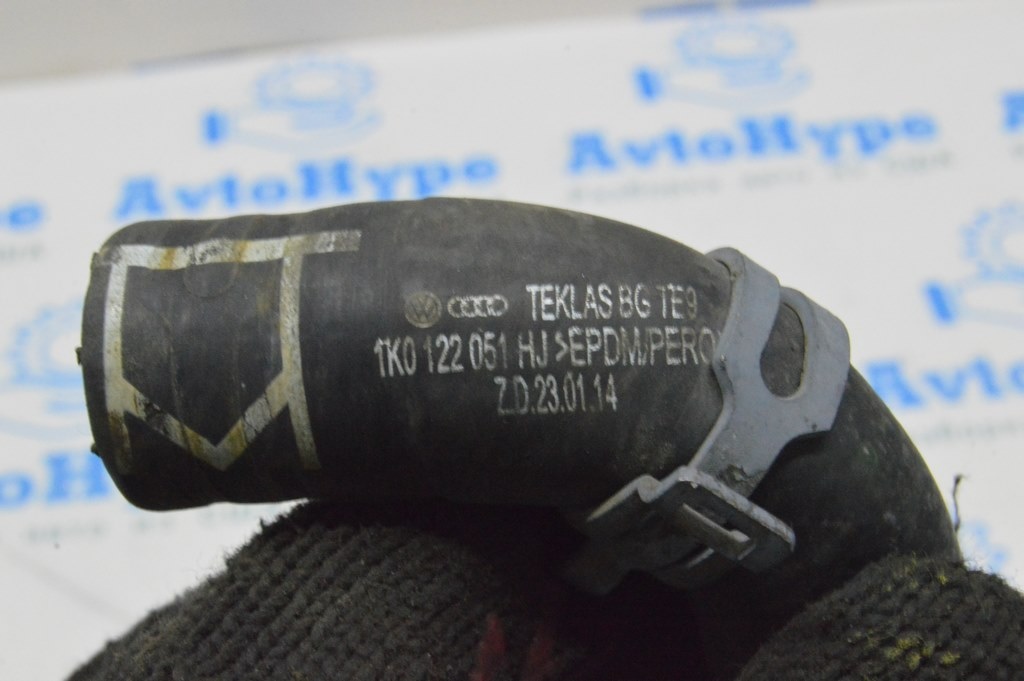 AvtoHype
AvtoHype
TEKLAS BG TE9
1K0 122 051 HJ >EPDM/PERO
Z.D.23.01.14